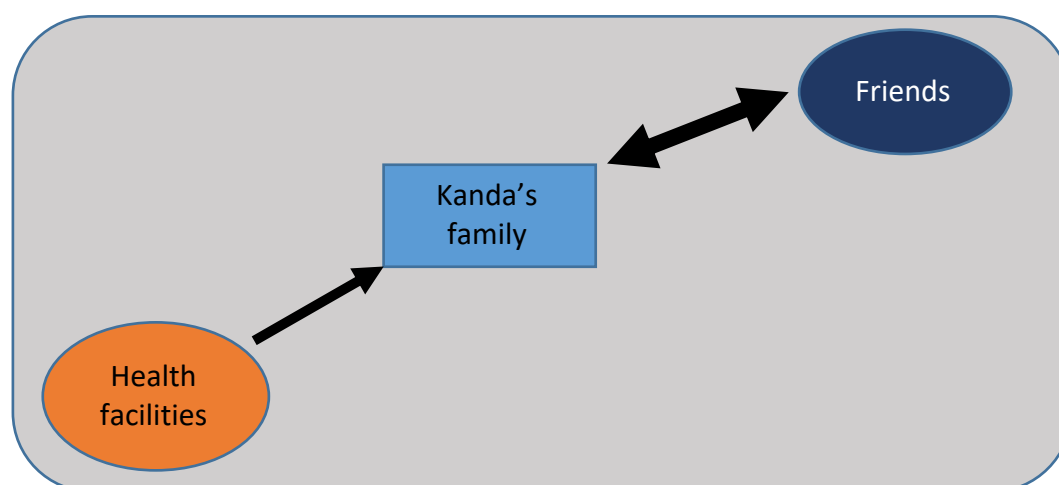 Friends
Kanda’s
family
Health
facilities